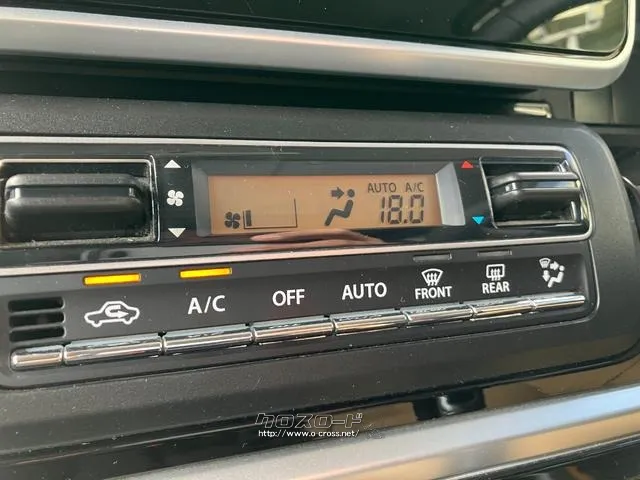 AUTO A/C
18.0
A/C
OFF
AUTO
FRONT
REAR
クロスロード
http://www.o-cross.net/